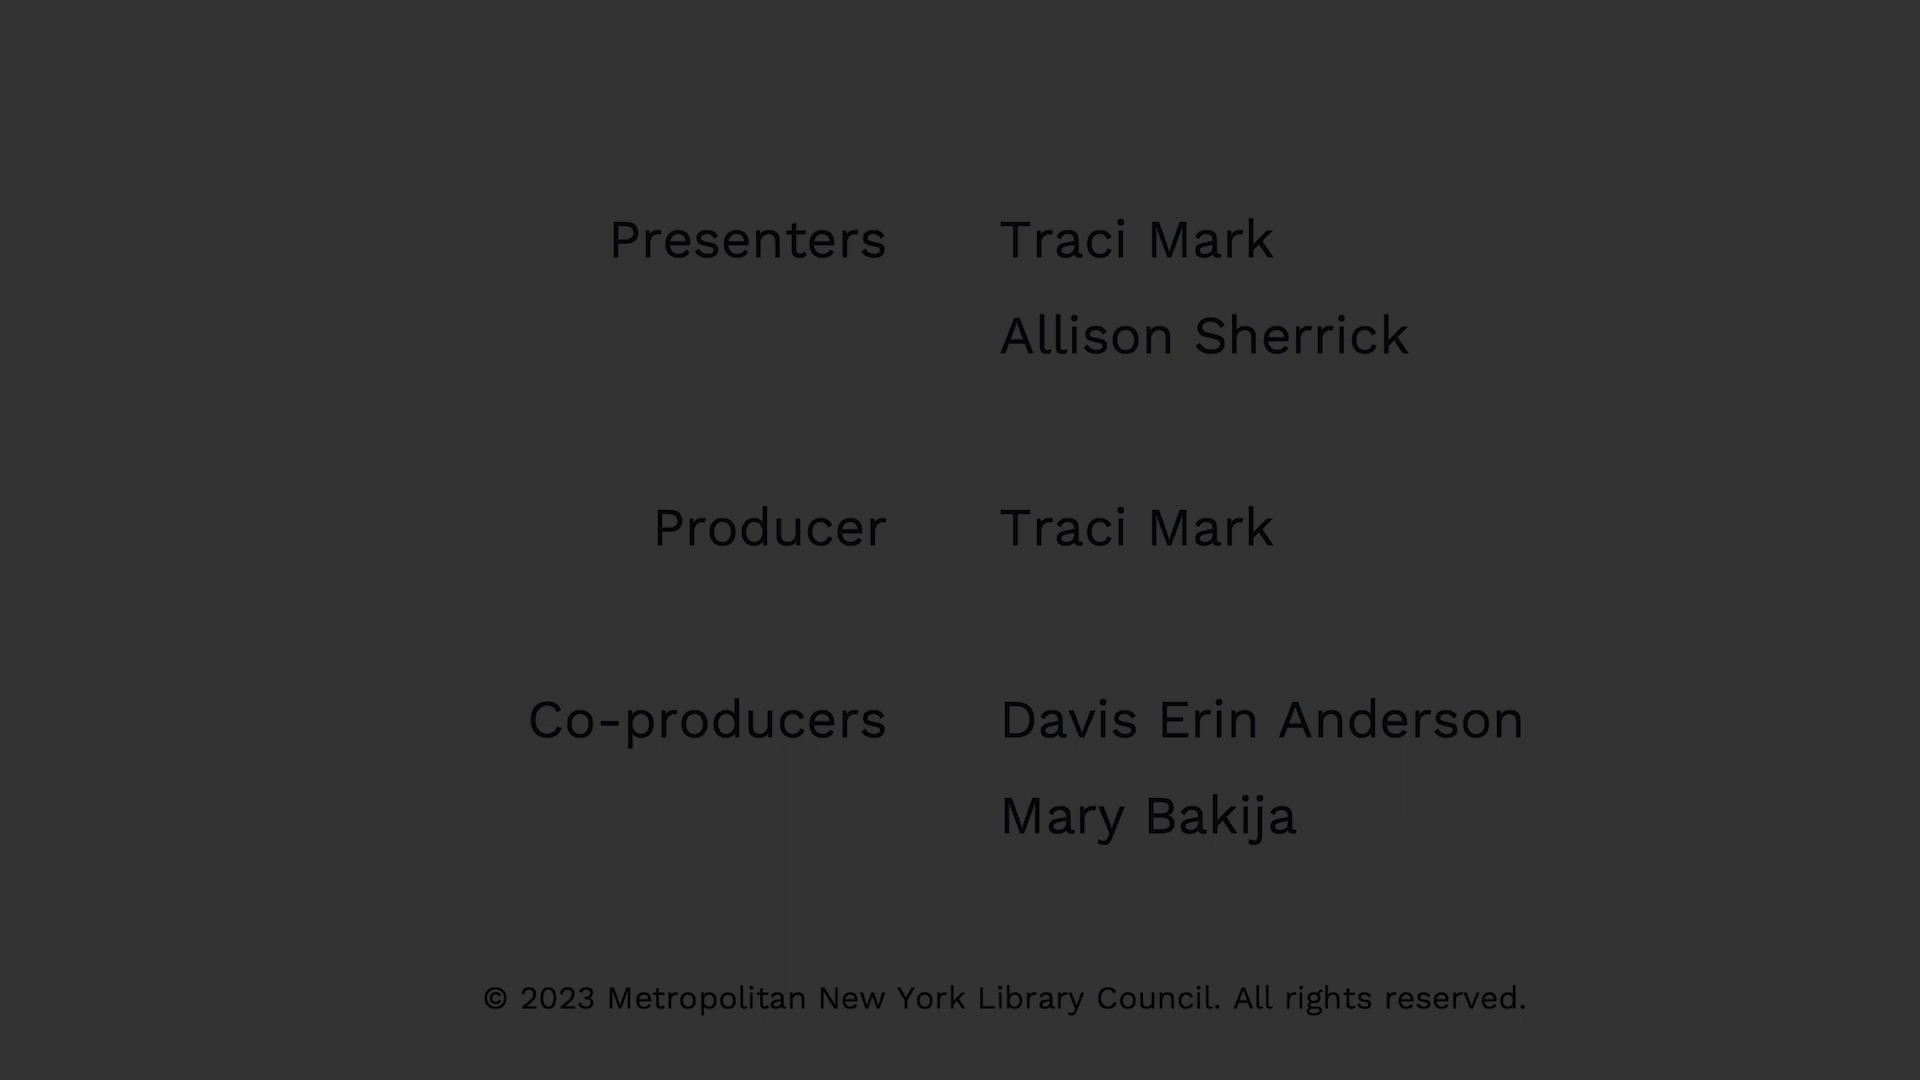 Presenters Traci Mark
Allison Sherrick
Producer Traci Mark
Co-producers Davis Erin Anderson
Mary Bakija
© 2023 Metropolitan New York Library Council. All rights reserved.